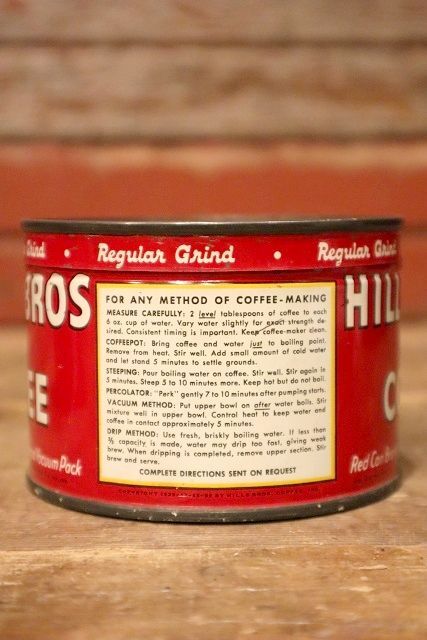 Grind • Regular Grind • Regular Grind
BROS
HILL
FOR ANY METHOD OF COFFEE-MAKING
MEASURE CAREFULLY: 2 level tablespoons of coffee to each
6 oz. cup of water. Vary water slightly for exact strength de-
sired. Consistent timing is important. Keep coffee-maker clean.
COFFEEPOT: Bring coffee and water just to boiling point.
Remove from heat. Stir well. Add small amount of cold water
and let stand 5 minutes to settle grounds.
STEEPING: Pour boiling water on coffee. Stir well. Stir again in
5 minutes. Steep 5 to 10 minutes more. Keep hot but do not boil.
PERCOLATOR: "Perk" gently 7 to 10 minutes after pumping starts.
VACUUM METHOD: Put upper bowl on after water boils. Stir
mixture well in upper bowl. Control heat to keep water and
coffee in contact approximately 5 minutes.
DRIP METHOD: Use fresh, briskly boiling water. If less than
¾ capacity is made, water may drip too fast, giving weak
brew. When dripping is completed, remove upper section. Stir
brew and serve.
COMPLETE DIRECTIONS SENT ON REQUEST
EE
C
Vacuum Pack
Red Can